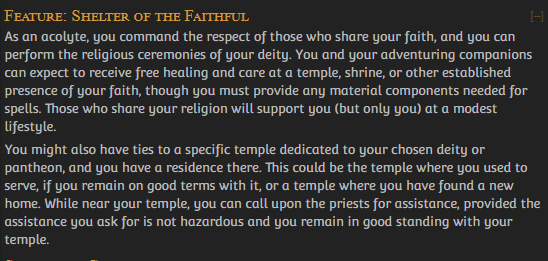 Feature: Shelter of the Faithful [–]
As an acolyte, you command the respect of those who share your faith, and you can
perform the religious ceremonies of your deity. You and your adventuring companions
can expect to receive free healing and care at a temple, shrine, or other established
presence of your faith, though you must provide any material components needed for
spells. Those who share your religion will support you (but only you) at a modest
lifestyle.
You might also have ties to a specific temple dedicated to your chosen deity or
pantheon, and you have a residence there. This could be the temple where you used to
serve, if you remain on good terms with it, or a temple where you have found a new
home. While near your temple, you can call upon the priests for assistance, provided the
assistance you ask for is not hazardous and you remain in good standing with your
temple.